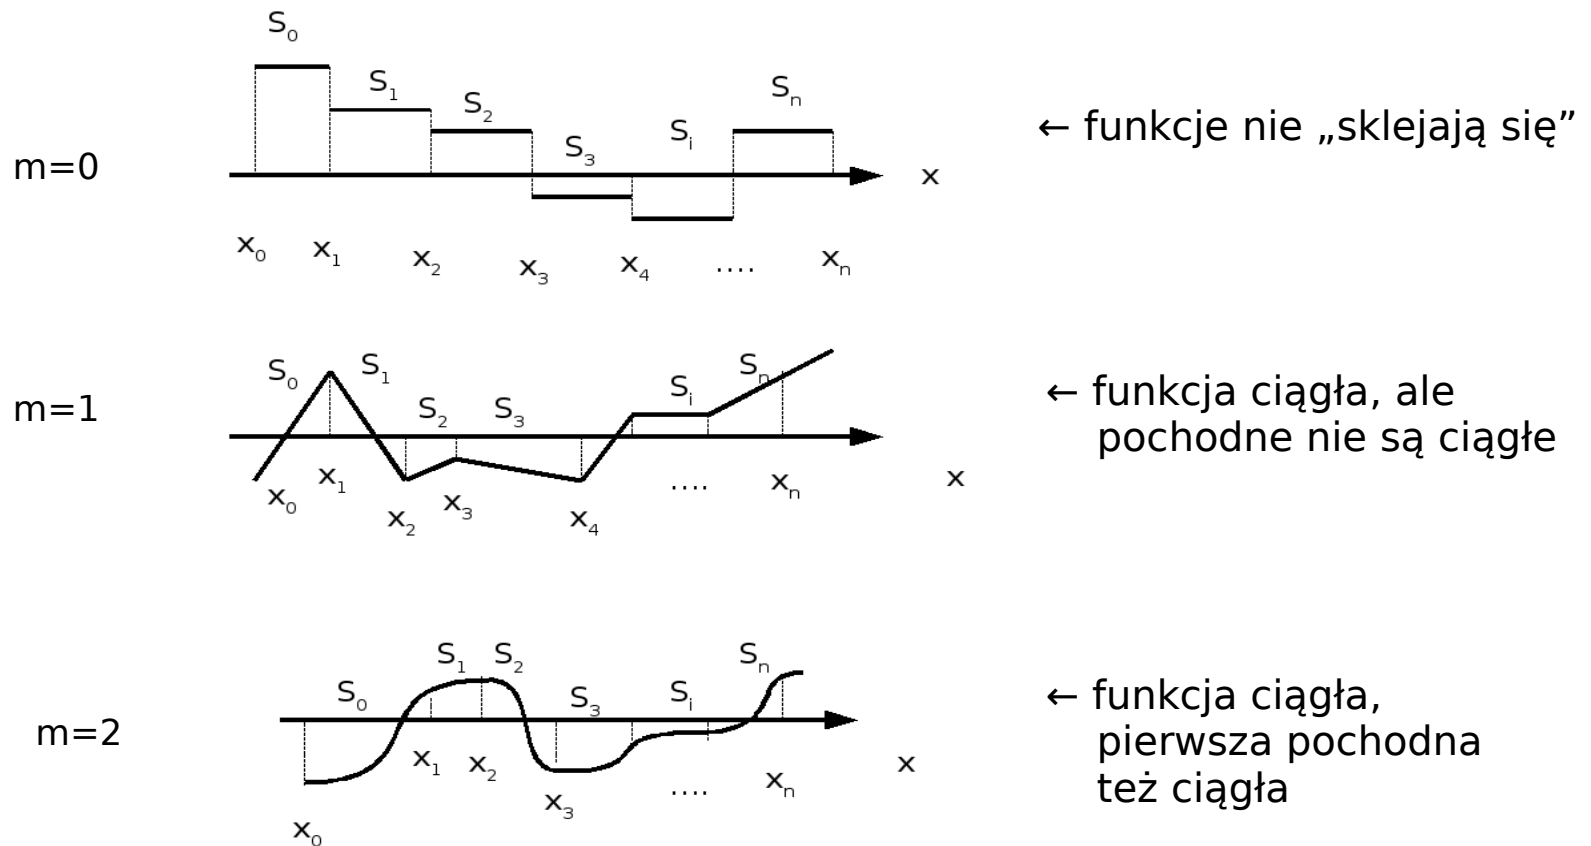 S₀
S₁
S₂
S₃
Sᵢ
Sₙ
m=0
← funkcje nie „sklejają się”
x
x₀ x₁ x₂ x₃ x₄ .... xₙ
S₀ S₁ S₂ S₃ Sᵢ Sₙ
m=1
← funkcja ciągła, ale
pochodne nie są ciągłe
x₀ x₁ x₂ x₃ x₄ .... xₙ
x
S₀ S₁ S₂ S₃ Sᵢ Sₙ
m=2
← funkcja ciągła,
pierwsza pochodna
też ciągła
x₀ x₁ x₂ x₃ .... xₙ
x